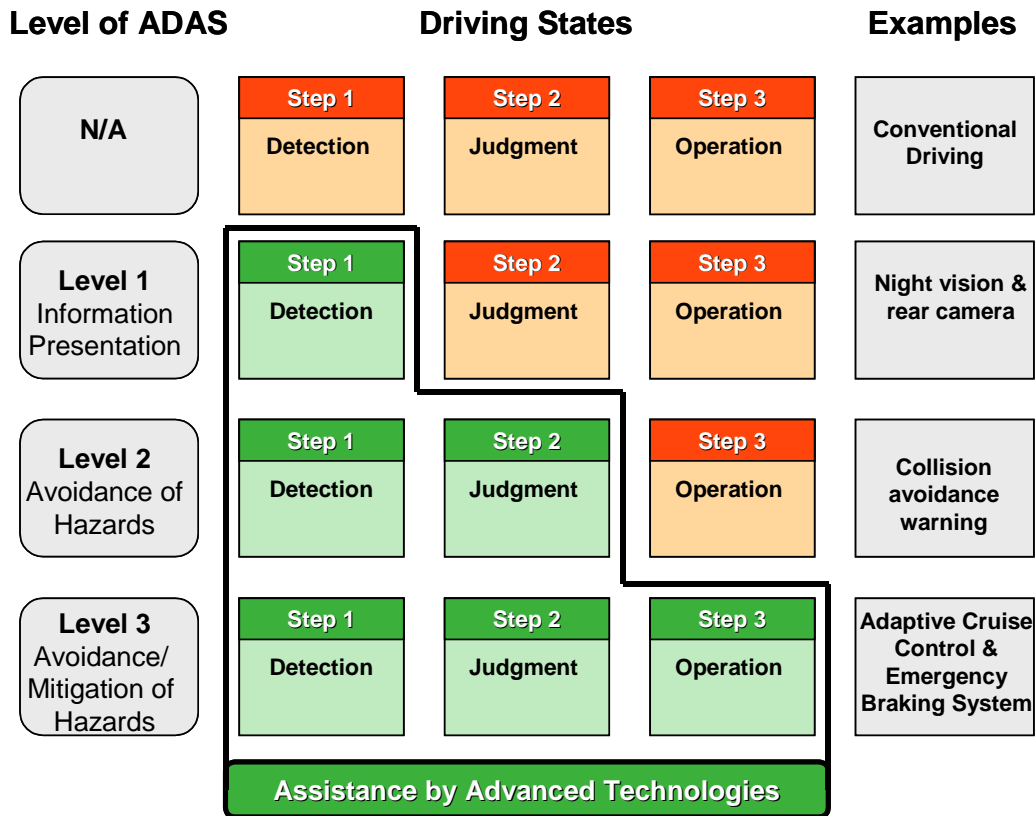 Level of ADAS
Driving States
Examples
N/A
Step 1
Detection
Step 2
Judgment
Step 3
Operation
Conventional
Driving
Level 1
Information
Presentation
Step 1
Detection
Step 2
Judgment
Step 3
Operation
Night vision &
rear camera
Level 2
Avoidance of
Hazards
Step 1
Detection
Step 2
Judgment
Step 3
Operation
Collision
avoidance
warning
Level 3
Avoidance/
Mitigation of
Hazards
Step 1
Detection
Step 2
Judgment
Step 3
Operation
Adaptive Cruise
Control &
Emergency
Braking System
Assistance by Advanced Technologies